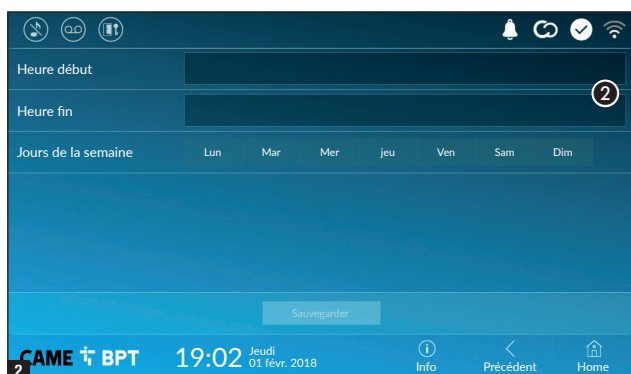 Heure début
2
Heure fin
Jours de la semaine Lun Mar Mer jeu Ven Sam Dim
Sauvegarder
CAME BPT 19:02 Jeudi
01 févr. 2018
Info Précédent Home
2